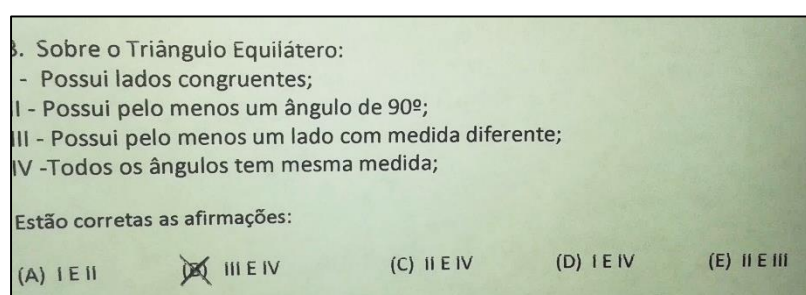 3. Sobre o Triângulo Equilátero:
- Possui lados congruentes;
II - Possui pelo menos um ângulo de 90º;
III - Possui pelo menos um lado com medida diferente;
IV -Todos os ângulos tem mesma medida;
Estão corretas as afirmações:
(A) I E II (B) III E IV (C) II E IV (D) I E IV (E) II E III